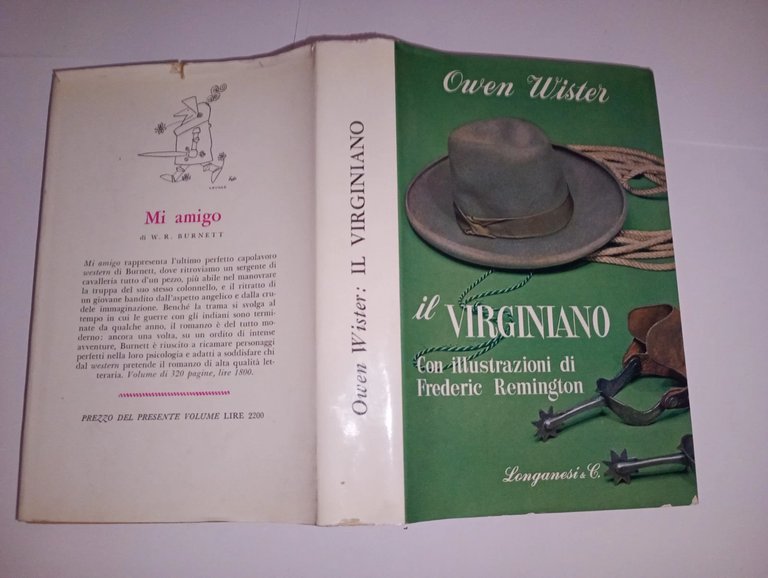 Mi amigo
di W. R. BURNETT
Mi amigo rappresenta l'ultimo perfetto capolavoro
western di Burnett, dove ritroviamo un sergente di
cavalleria tutto d'un pezzo, più abile nel manovrare
la truppa del suo stesso colonnello, e il ritratto di
un giovane bandito dall'aspetto angelico e dalla cru-
dele immaginazione. Benché la trama si svolga al
tempo in cui le guerre con gli indiani sono termi-
nate da qualche anno, il romanzo è del tutto mo-
derno: ancora una volta, su un ordito di intense
avventure, Burnett è riuscito a ricamare personaggi
perfetti nella loro psicologia e adatti a soddisfare chi
dal western pretende il romanzo di alta qualità let-
teraria. Volume di 320 pagine, lire 1800.
PREZZO DEL PRESENTE VOLUME LIRE 2200
Owen Wister: IL VIRGINIANO
Owen Wister
il VIRGINIANO
Con illustrazioni di
Frederic Remington
Longanesi & C.